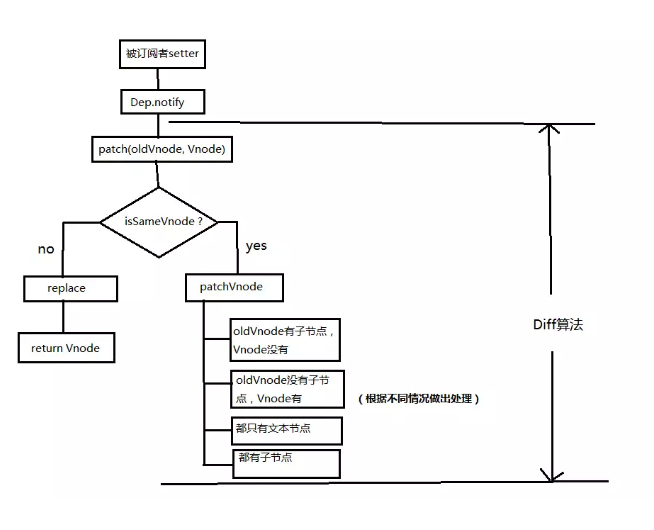 被订阅者setter
Dep.notify
patch(oldVnode, Vnode)
isSameVnode？
no
yes
replace
patchVnode
return Vnode
oldVnode有子节点，
Vnode没有
oldVnode没有子节
点，Vnode有
（根据不同情况做出处理）
都只有文本节点
都有子节点
Diff算法